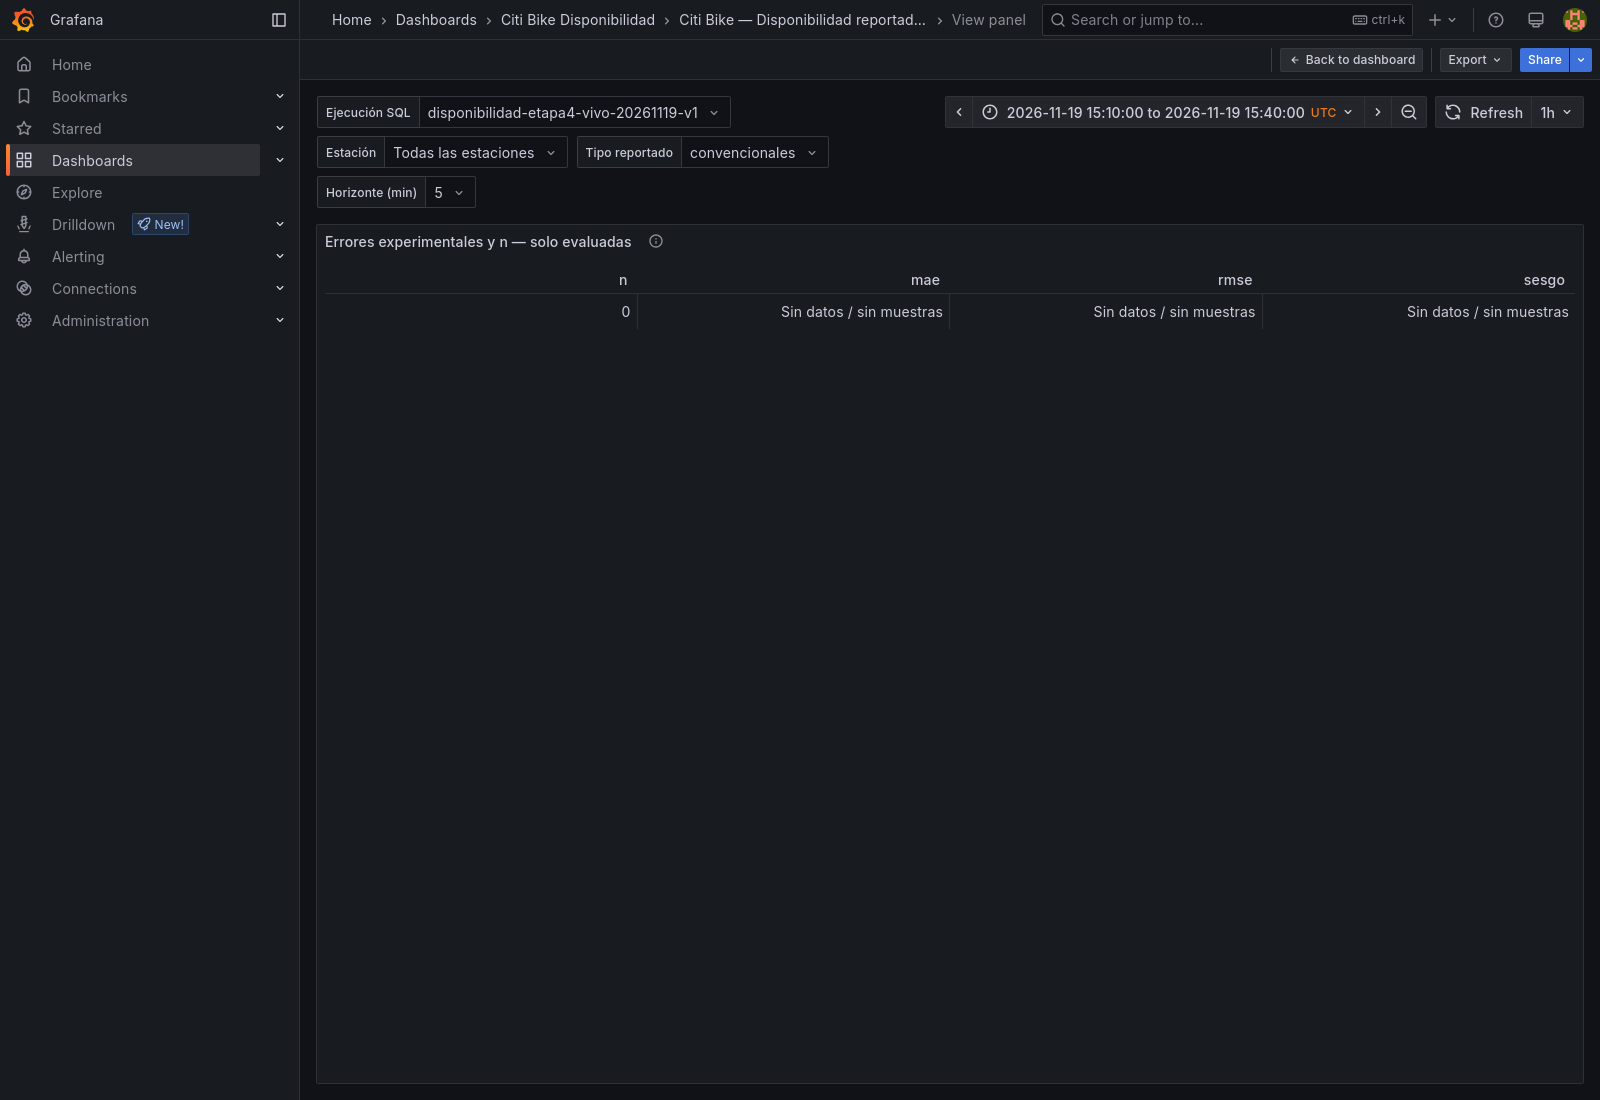 Grafana
Home
Dashboards
Citi Bike Disponibilidad
Citi Bike — Disponibilidad reportad...
View panel
Search or jump to...
ctrl+k
Home
Bookmarks
Starred
Dashboards
Explore
Drilldown
New!
Alerting
Connections
Administration
Back to dashboard
Export
Share
Ejecución SQL
disponibilidad-etapa4-vivo-20261119-v1
2026-11-19 15:10:00 to 2026-11-19 15:40:00 UTC
Refresh
1h
Estación
Todas las estaciones
Tipo reportado
convencionales
Horizonte (min)
5
Errores experimentales y n — solo evaluadas
n mae rmse sesgo
0 Sin datos / sin muestras Sin datos / sin muestras Sin datos / sin muestras